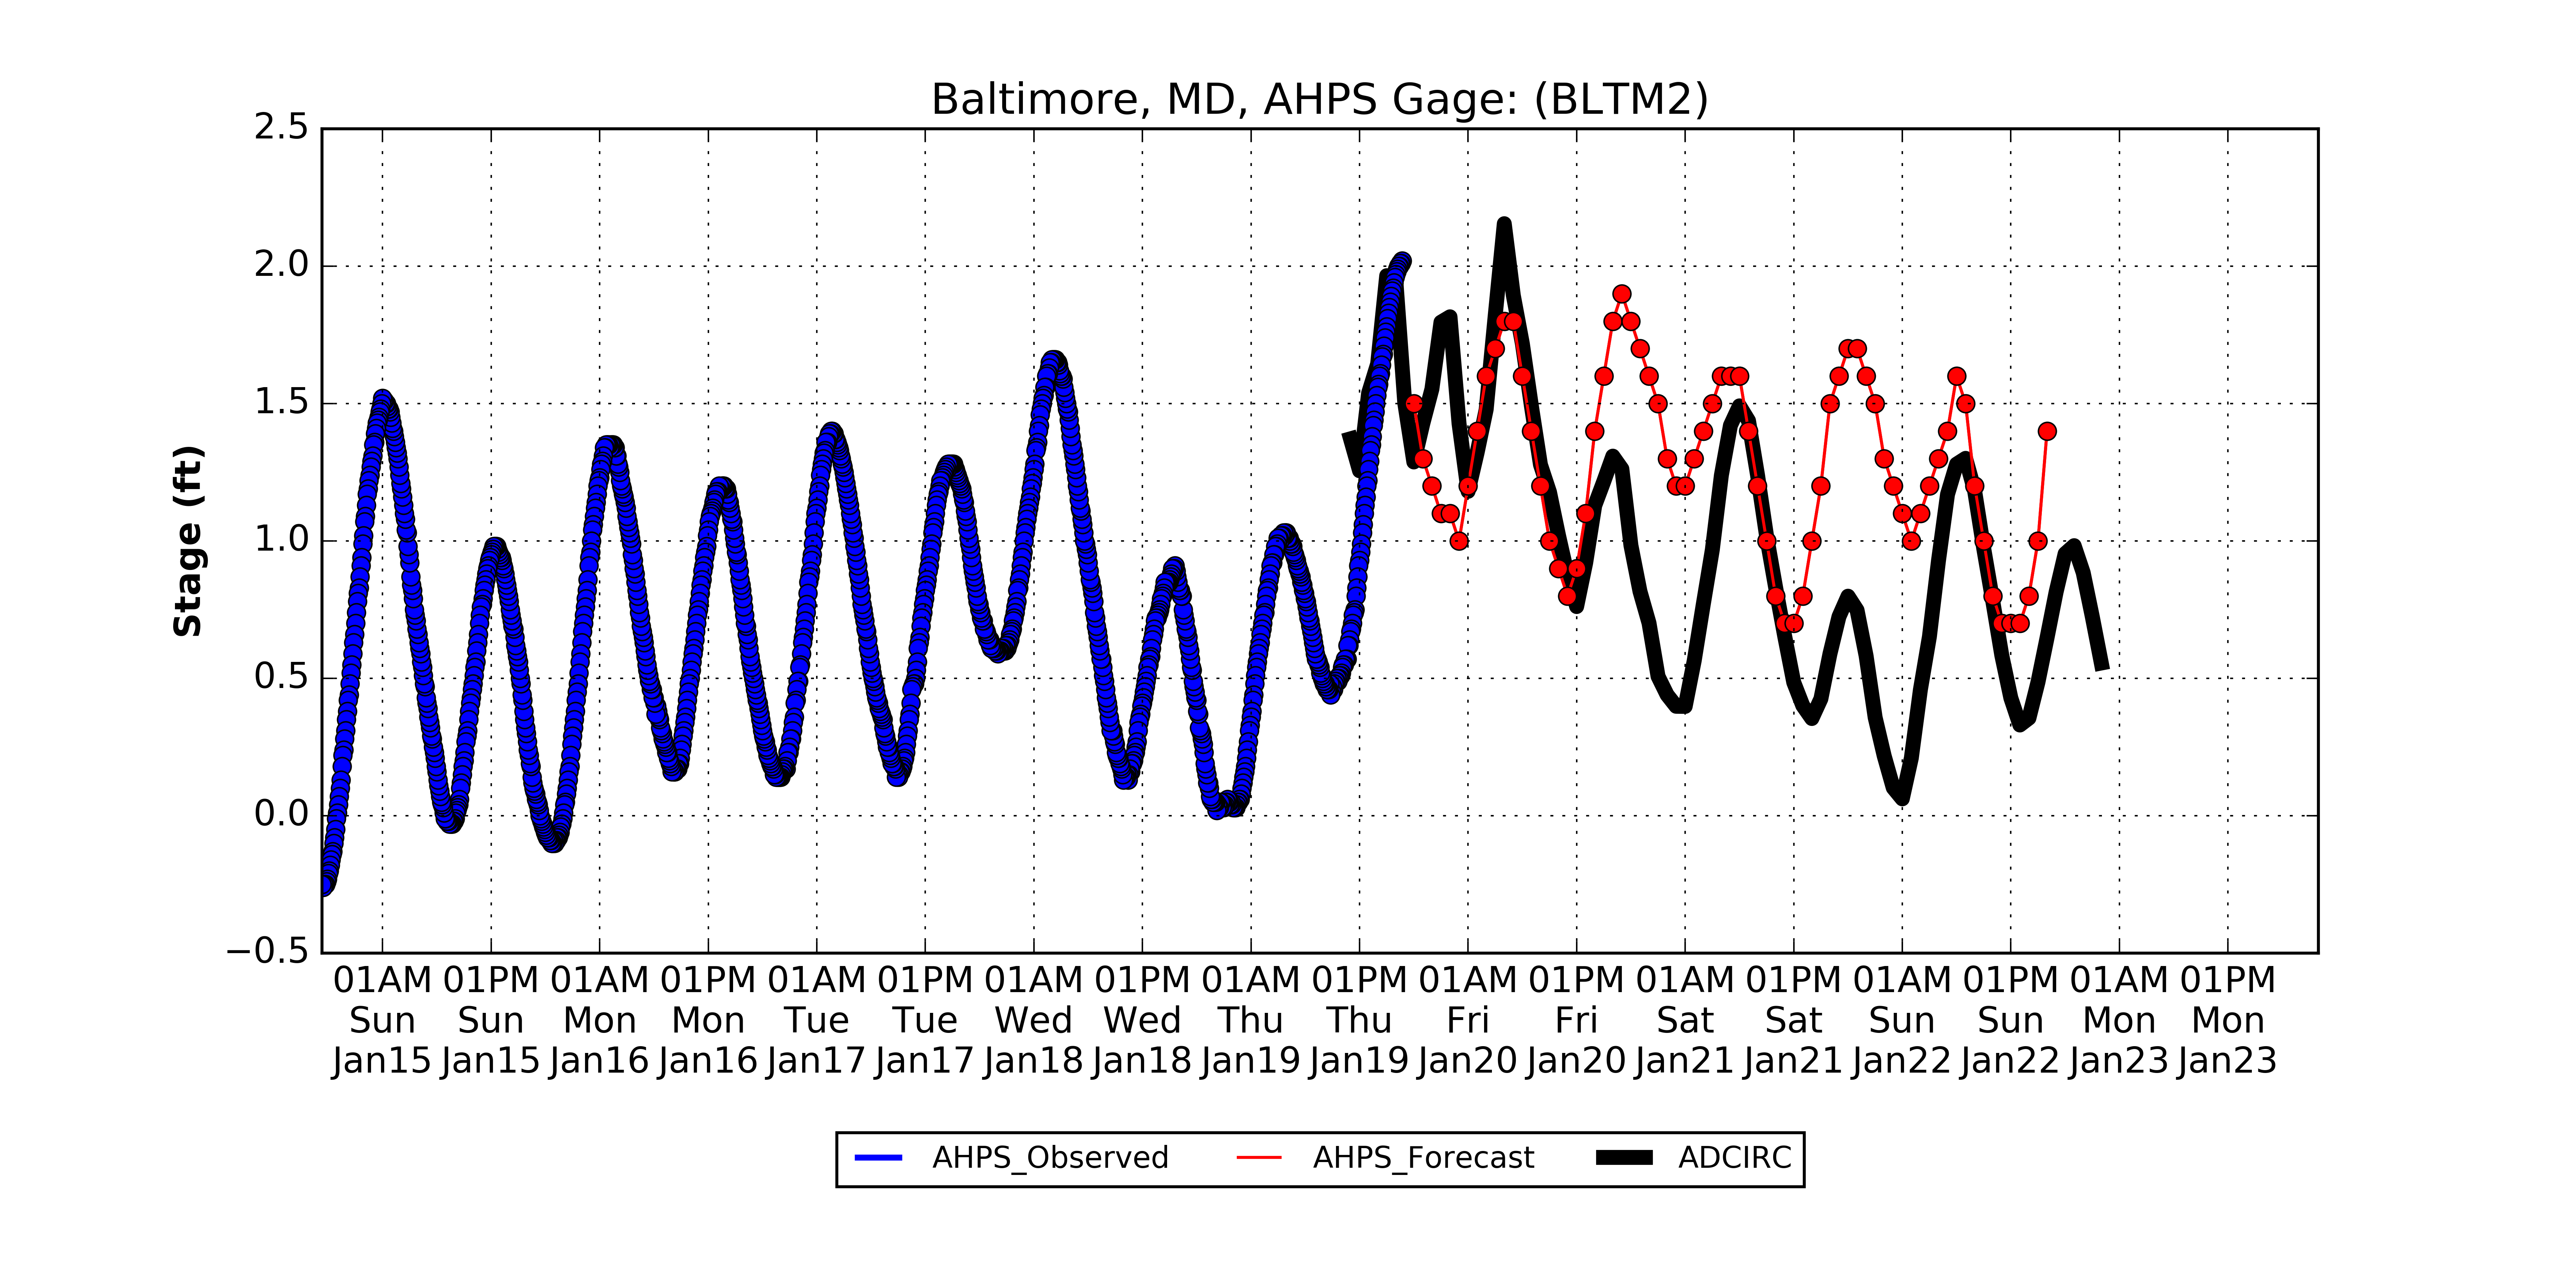 Baltimore, MD, AHPS Gage: (BLTM2)
2.5
2.0
1.5
1.0
0.5
0.0
−0.5
Stage (ft)
01AM 01PM 01AM 01PM 01AM 01PM 01AM 01PM 01AM 01PM 01AM 01PM 01AM 01PM 01AM 01PM 01AM 01PM
Sun Sun Mon Mon Tue Tue Wed Wed Thu Thu Fri Fri Sat Sat Sun Sun Mon Mon
Jan15 Jan15 Jan16 Jan16 Jan17 Jan17 Jan18 Jan18 Jan19 Jan19 Jan20 Jan20 Jan21 Jan21 Jan22 Jan22 Jan23 Jan23
AHPS_Observed AHPS_Forecast ADCIRC